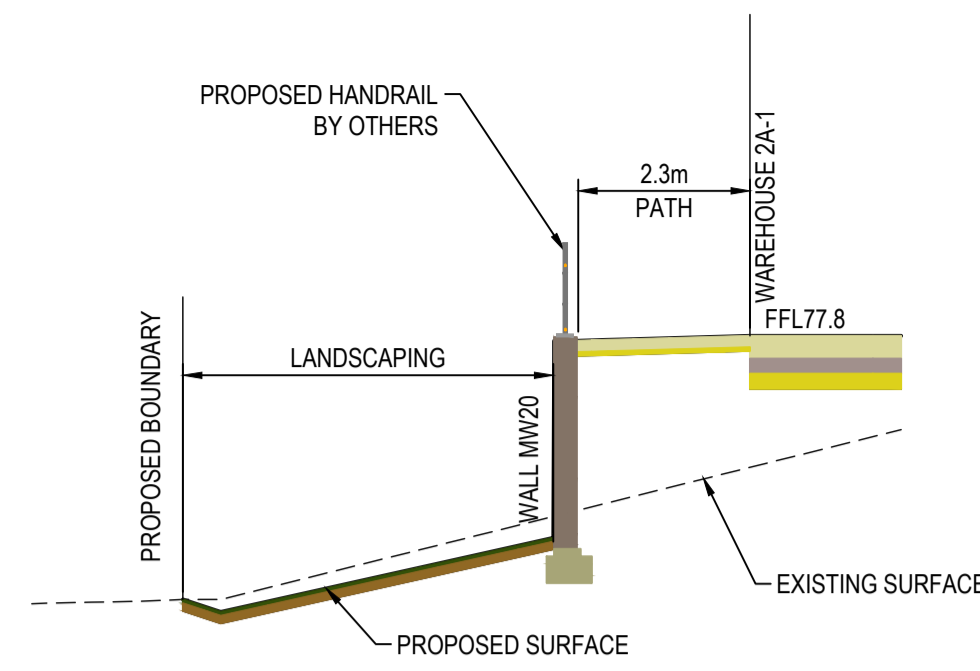 PROPOSED HANDRAIL
BY OTHERS
2.3m
PATH
WAREHOUSE 2A-1
FFL77.8
PROPOSED BOUNDARY
LANDSCAPING
WALL MW20
EXISTING SURFACE
PROPOSED SURFACE